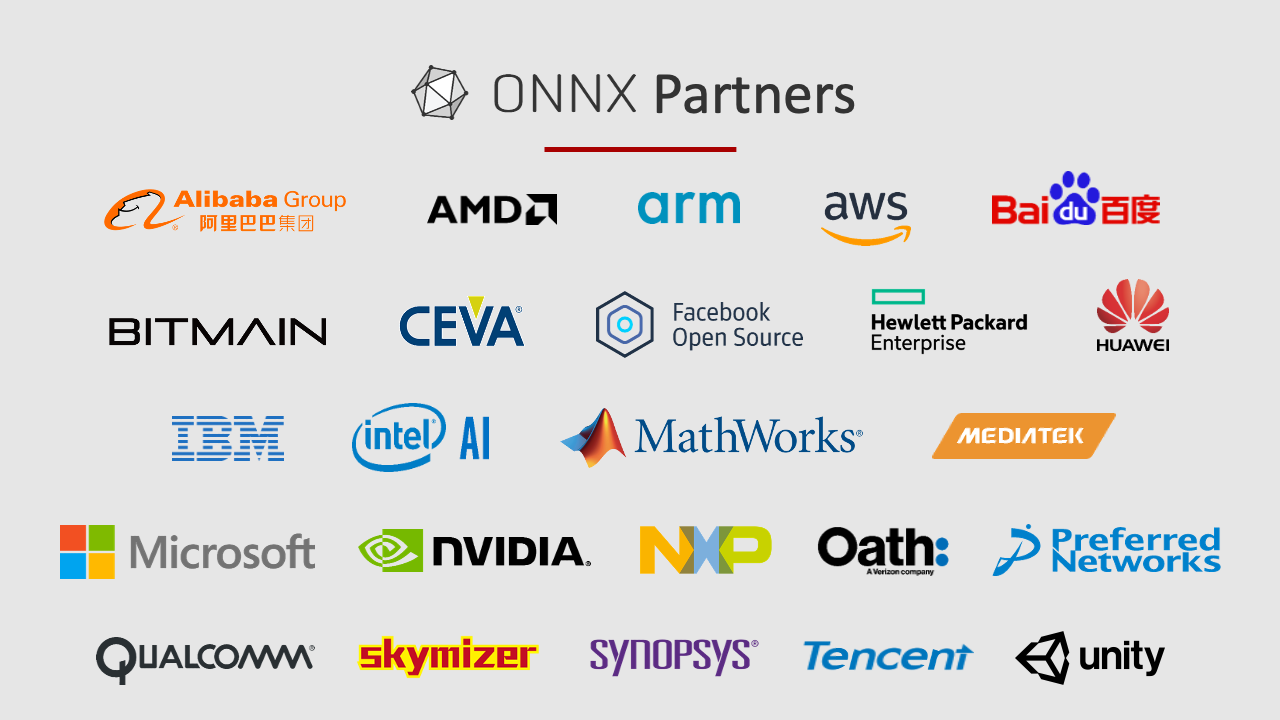 ONNX Partners
Alibaba Group
阿里巴巴集团
®
AMD
arm
aws
Bai du 百度
BITMAIN
CEVA®
Facebook
Open Source
Hewlett Packard
Enterprise
HUAWEI
IBM
intel® AI
MathWorks®
MEDIATEK
Microsoft
NVIDIA®
NXP
Oath:
A Verizon company
Preferred
Networks
QUALCOMM®
skymizer
SYNOPSYS®
Tencent
unity